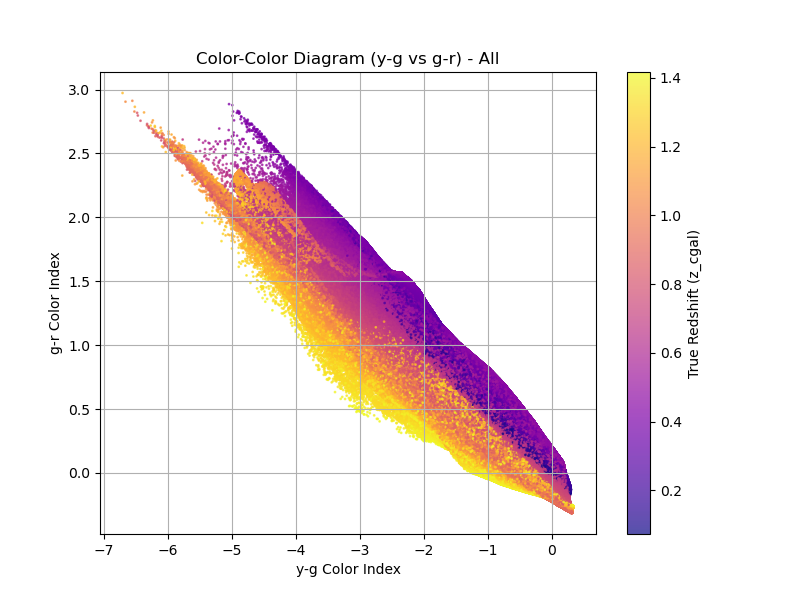 Color-Color Diagram (y-g vs g-r) - All
3.0
2.5
2.0
1.5
1.0
0.5
0.0
g-r Color Index
−7 −6 −5 −4 −3 −2 −1 0
y-g Color Index
1.4
1.2
1.0
0.8
0.6
0.4
0.2
True Redshift (z_cgal)